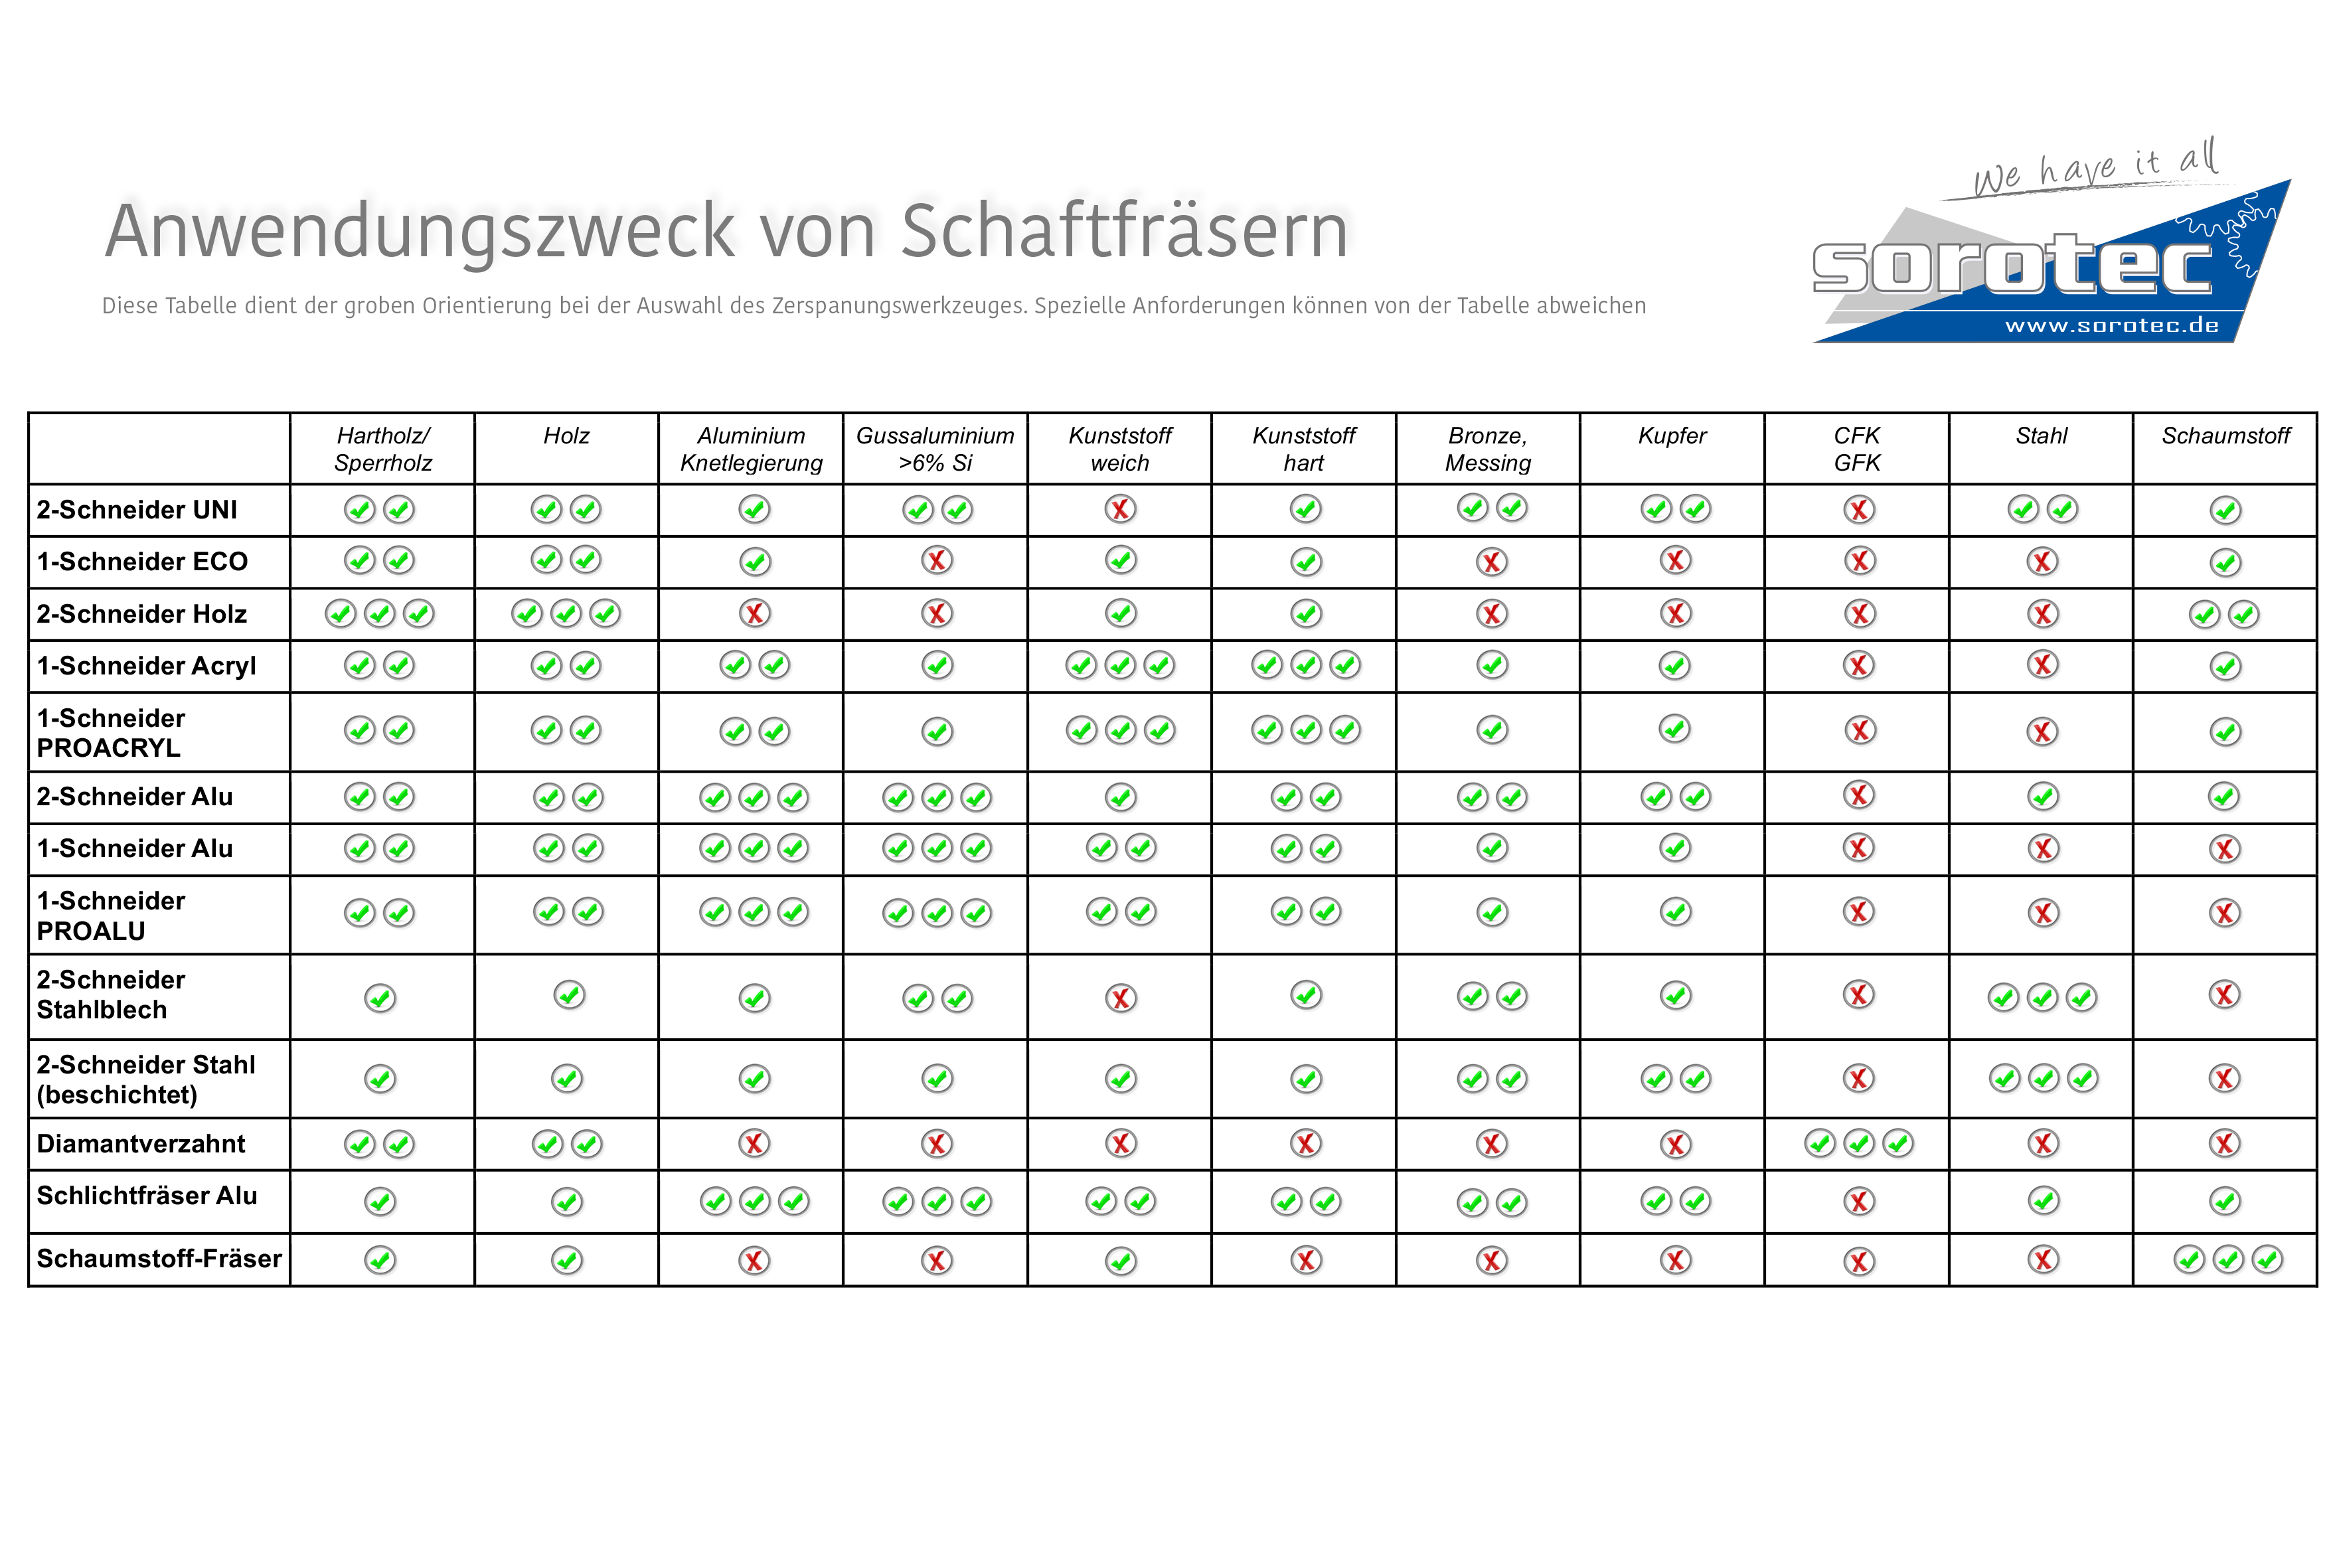 We have it all
Anwendungszweck von Schaftfräsern
sorotec
Diese Tabelle dient der groben Orientierung bei der Auswahl des Zerspanungswerkzeuges. Spezielle Anforderungen können von der Tabelle abweichen
www.sorotec.de
Hartholz/ Holz Aluminium Gussaluminium Kunststoff Kunststoff Bronze, Kupfer CFK Stahl Schaumstoff
Sperrholz Knetlegierung >6% Si weich hart Messing GFK
2-Schneider UNI
1-Schneider ECO
2-Schneider Holz
1-Schneider Acryl
1-Schneider
PROACRYL
2-Schneider Alu
1-Schneider Alu
1-Schneider
PROALU
2-Schneider
Stahlblech
2-Schneider Stahl
(beschichtet)
Diamantverzahnt
Schlichtfräser Alu
Schaumstoff-Fräser